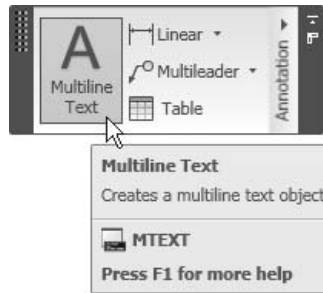 A
Multiline
Text
Linear
Multileader
Table
Annotation
Multiline Text
Creates a multiline text object
MTEXT
Press F1 for more help